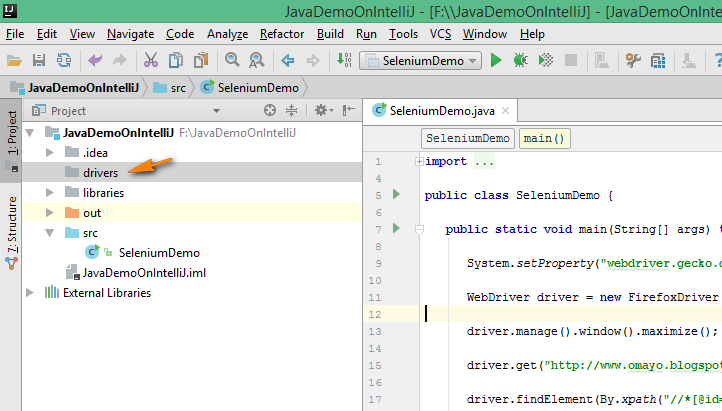 JavaDemoOnIntelliJ - [F:\\JavaDemoOnIntelliJ] - [JavaDemoOnInte
File Edit View Navigate Code Analyze Refactor Build Run Tools VCS Window Help
SeleniumDemo
JavaDemoOnIntelliJ src SeleniumDemo
1: Project
7: Structure
Project
JavaDemoOnIntelliJ F:\JavaDemoOnIntelliJ
.idea
drivers
libraries
out
src
SeleniumDemo
JavaDemoOnIntelliJ.iml
External Libraries
SeleniumDemo.java
SeleniumDemo main()
1 import ...
4
5 public class SeleniumDemo {
6
7 public static void main(String[] args) t
8
9 System.setProperty("webdriver.gecko.d
10
11 WebDriver driver = new FirefoxDriver
12
13 driver.manage().window().maximize();
14
15 driver.get("http://www.omayo.blogspot
16
17 driver.findElement(By.xpath("//*[@id=